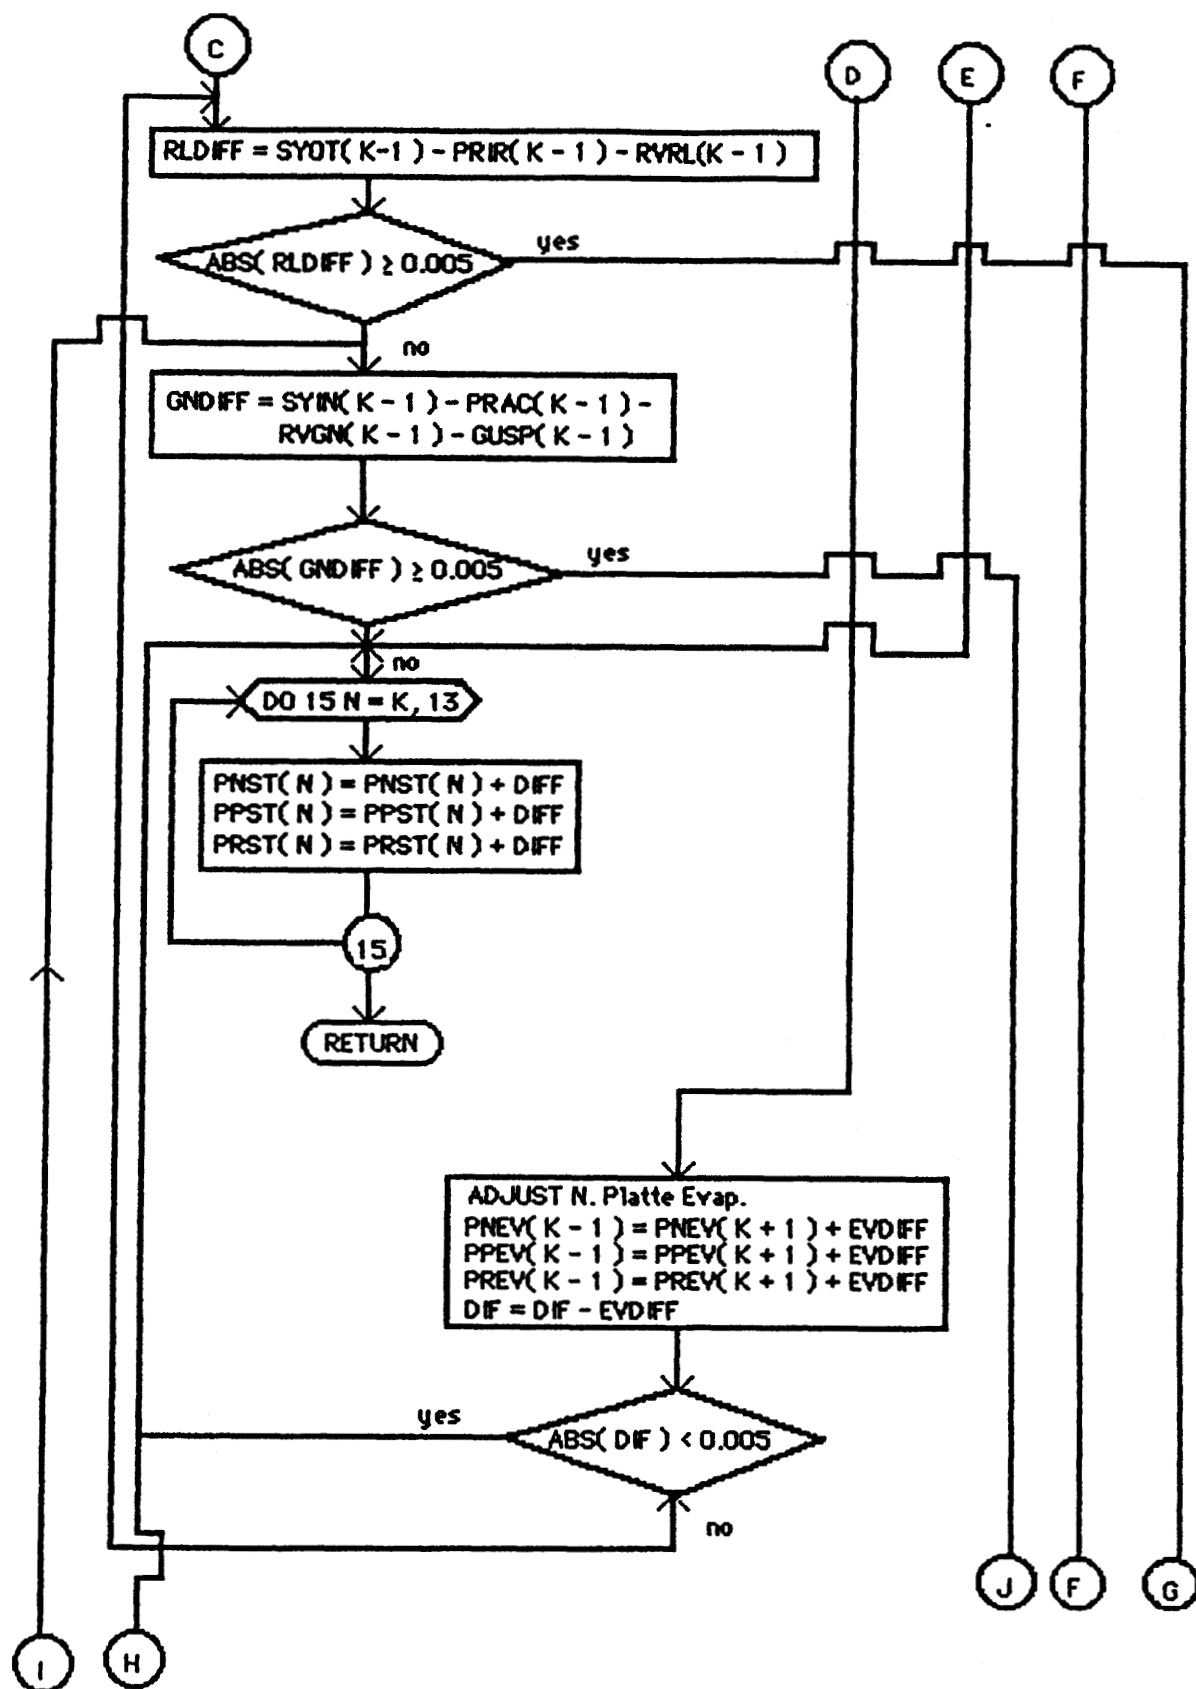 C
D
E
F
RLDIFF = SYOT( K-1 ) - PRIR( K - 1 ) - RVRL( K - 1 )
yes
ABS( RLDIFF ) ≥ 0.005
no
GNDIFF = SYIN( K - 1 ) - PRAC( K - 1 ) -
RVGN( K - 1 ) - GUSP( K - 1 )
yes
ABS( GNDIFF ) ≥ 0.005
no
DO 15 N = K, 13
PNST( N ) = PNST( N ) + DIFF
PPST( N ) = PPST( N ) + DIFF
PRST( N ) = PRST( N ) + DIFF
15
RETURN
ADJUST N. Platte Evap.
PNEV( K - 1 ) = PNEV( K + 1 ) + EVDIFF
PPEV( K - 1 ) = PPEV( K + 1 ) + EVDIFF
PREV( K - 1 ) = PREV( K + 1 ) + EVDIFF
DIF = DIF - EVDIFF
yes
ABS( DIF ) < 0.005
no
J
F
G
I
H